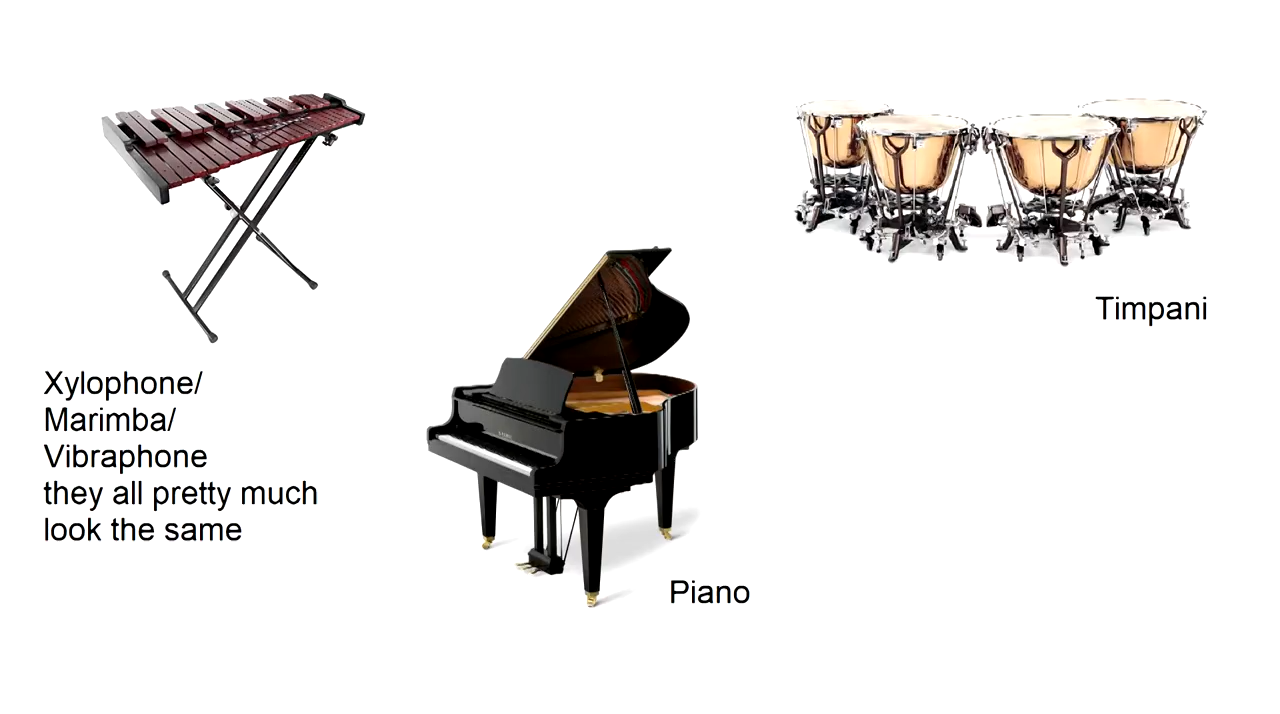 Xylophone/
Marimba/
Vibraphone
they all pretty much
look the same
Timpani
Piano